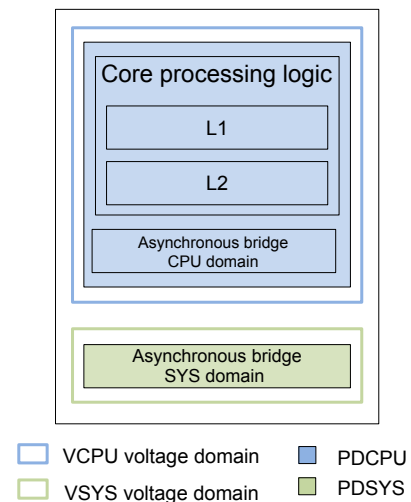 Core processing logic
L1
L2
Asynchronous bridge
CPU domain
Asynchronous bridge
SYS domain
VCPU voltage domain
PDCPU
VSYS voltage domain
PDSYS